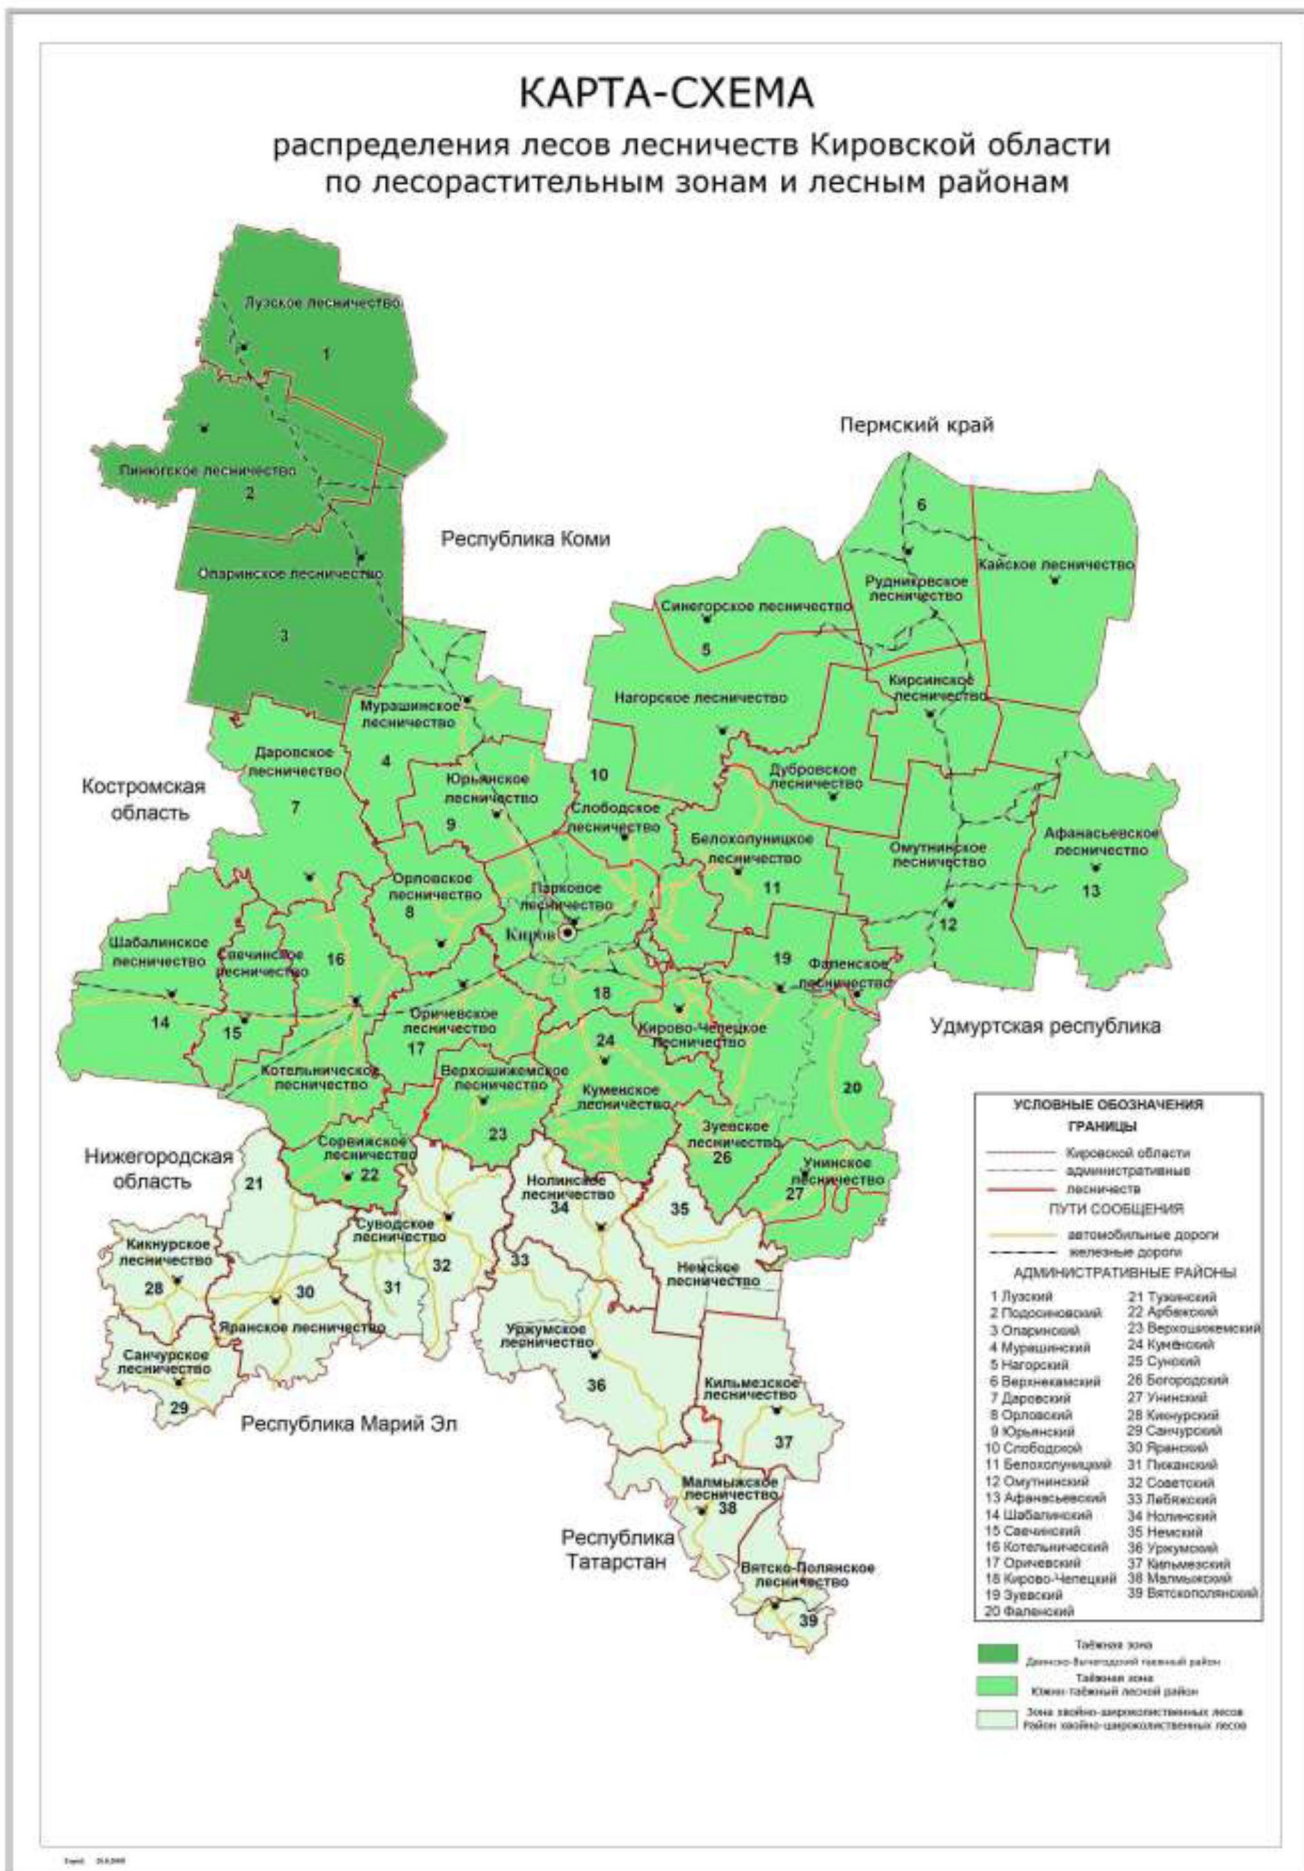 КАРТА-СХЕМА
распределения лесов лесничеств Кировской области
по лесорастительным зонам и лесным районам
Лузское лесничество
1
Пермский край
Пинюгское лесничество
2
6
Республика Коми
Кайское лесничество
Опаринское лесничество
Рудниковское
лесничество
Синегорское лесничество
3
5
Кирсинское
лесничество
Нагорское лесничество
Мурашинское
лесничество
4
Даровское
лесничество
7
Костромская
область
Юрьянское
лесничество
9
10
Слободское
лесничество
Дубровское
лесничество
Белохолуницкое
лесничество
11
Омутнинское
лесничество
12
Афанасьевское
лесничество
13
Орловское
лесничество
8
Парковое
лесничество
Киров
Шабалинское
лесничество
14
Свечинское
лесничество
15
16
19
Фаленское
лесничество
18
Оричевское
лесничество
17
24
Кирово-Чепецкое
лесничество
Удмуртская республика
Котельническое
лесничество
Верхошижемское
лесничество
23
Куменское
лесничество
20
Зуевское
лесничество
26
Сорвижское
лесничество
22
Унинское
лесничество
27
Нижегородская
область
21
Нолинское
лесничество
34
35
Суводское
лесничество
32
31
33
Кикнурское
лесничество
28
Немское
лесничество
30
Яранское лесничество
Уржумское
лесничество
36
Санчурское
лесничество
29
Кильмезское
лесничество
37
Республика Марий Эл
Малмыжское
лесничество
38
Республика
Татарстан
Вятско-Полянское
лесничество
39
УСЛОВНЫЕ ОБОЗНАЧЕНИЯ
ГРАНИЦЫ
Кировской области
административные
лесничеств
ПУТИ СООБЩЕНИЯ
автомобильные дороги
железные дороги
АДМИНИСТРАТИВНЫЕ РАЙОНЫ
1 Лузский
2 Подосиновский
3 Опаринский
4 Мурашинский
5 Нагорский
6 Верхнекамский
7 Даровский
8 Орловский
9 Юрьянский
10 Слободской
11 Белохолуницкий
12 Омутнинский
13 Афанасьевский
14 Шабалинский
15 Свечинский
16 Котельнический
17 Оричевский
18 Кирово-Чепецкий
19 Зуевский
20 Фаленский
21 Тужинский
22 Арбажский
23 Верхошижемский
24 Куменский
25 Сунский
26 Богородский
27 Унинский
28 Кикнурский
29 Санчурский
30 Яранский
31 Пижанский
32 Советский
33 Лебяжский
34 Нолинский
35 Немский
36 Уржумский
37 Кильмезский
38 Малмыжский
39 Вятскополянский
Таёжная зона
Двинско-Вычегодский таежный район
Таёжная зона
Южно-таёжный лесной район
Зона хвойно-широколиственных лесов
Район хвойно-широколиственных лесов